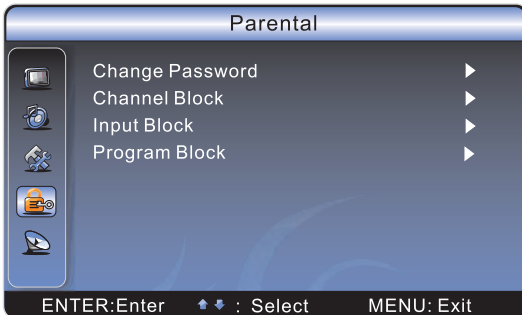 Parental
Change Password
Channel Block
Input Block
Program Block
ENTER:Enter : Select MENU: Exit